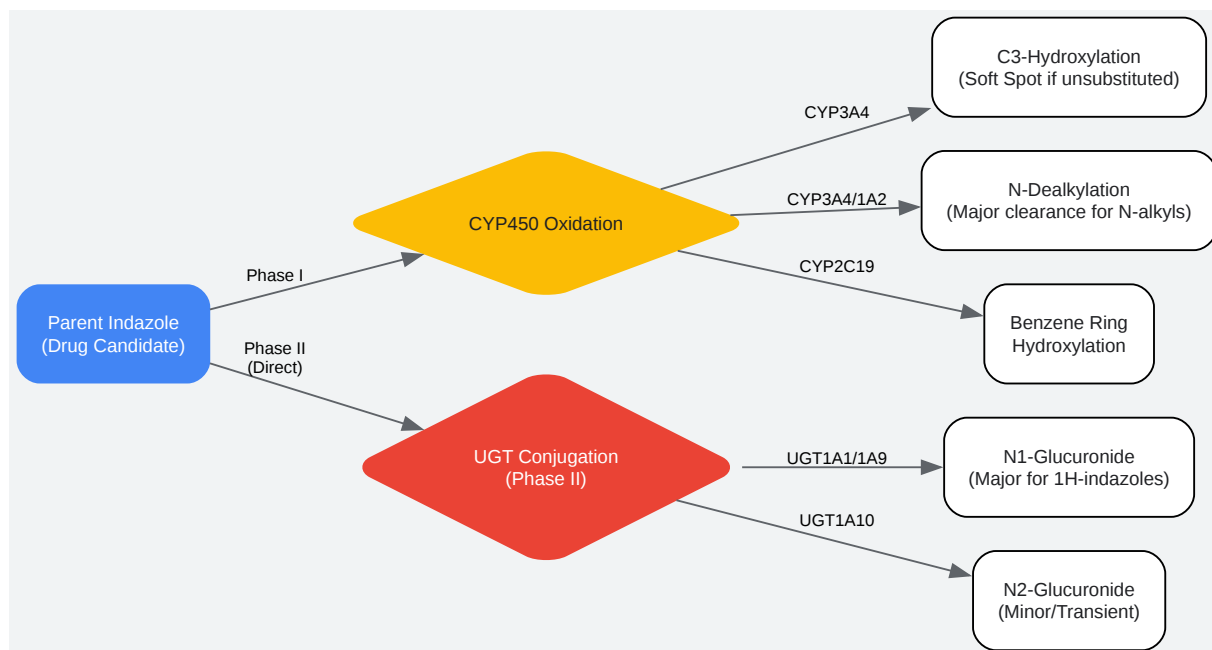 Parent Indazole
(Drug Candidate)
Phase I
Phase II
(Direct)
CYP450 Oxidation
UGT Conjugation
(Phase II)
CYP3A4
CYP3A4/1A2
CYP2C19
UGT1A1/1A9
UGT1A10
C3-Hydroxylation
(Soft Spot if unsubstituted)
N-Dealkylation
(Major clearance for N-alkyls)
Benzene Ring
Hydroxylation
N1-Glucuronide
(Major for 1H-indazoles)
N2-Glucuronide
(Minor/Transient)